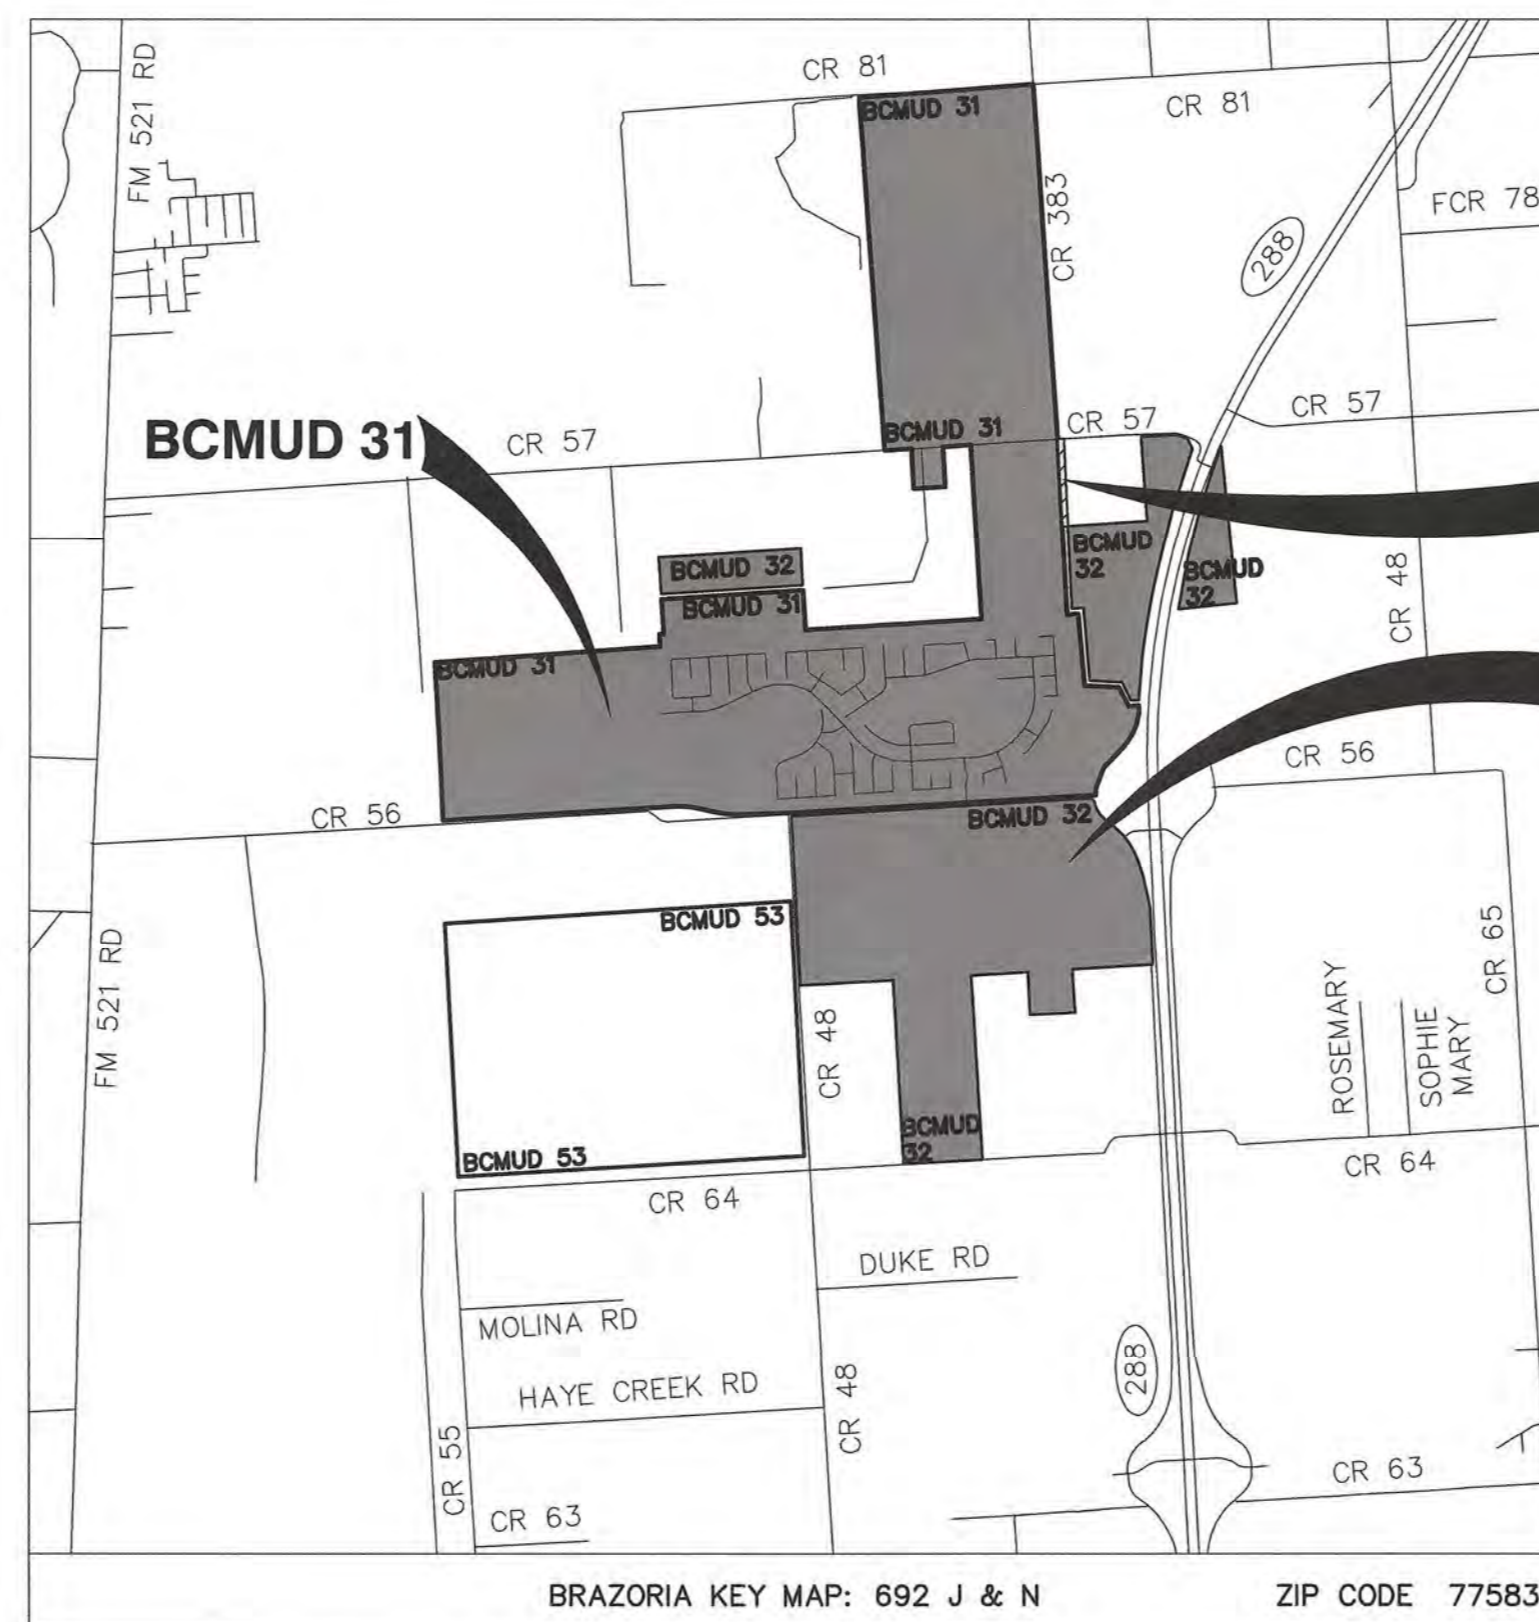 CR 81
FM 521 RD
BCMUD 31
CR 81
CR 383
FCR 78
288
BCMUD 31
CR 57
BCMUD 31
CR 57
CR 57
BCMUD 32
BCMUD
32
BCMUD
32
CR 48
BCMUD 31
BCMUD 31
CR 56
CR 56
BCMUD 32
BCMUD 53
CR 65
FM 521 RD
CR 48
ROSEMARY
SOPHIE
MARY
BCMUD
32
BCMUD 53
CR 64
CR 64
DUKE RD
MOLINA RD
288
HAYE CREEK RD
CR 48
CR 55
CR 63
CR 63
BRAZORIA KEY MAP: 692 J & N
ZIP CODE 77583